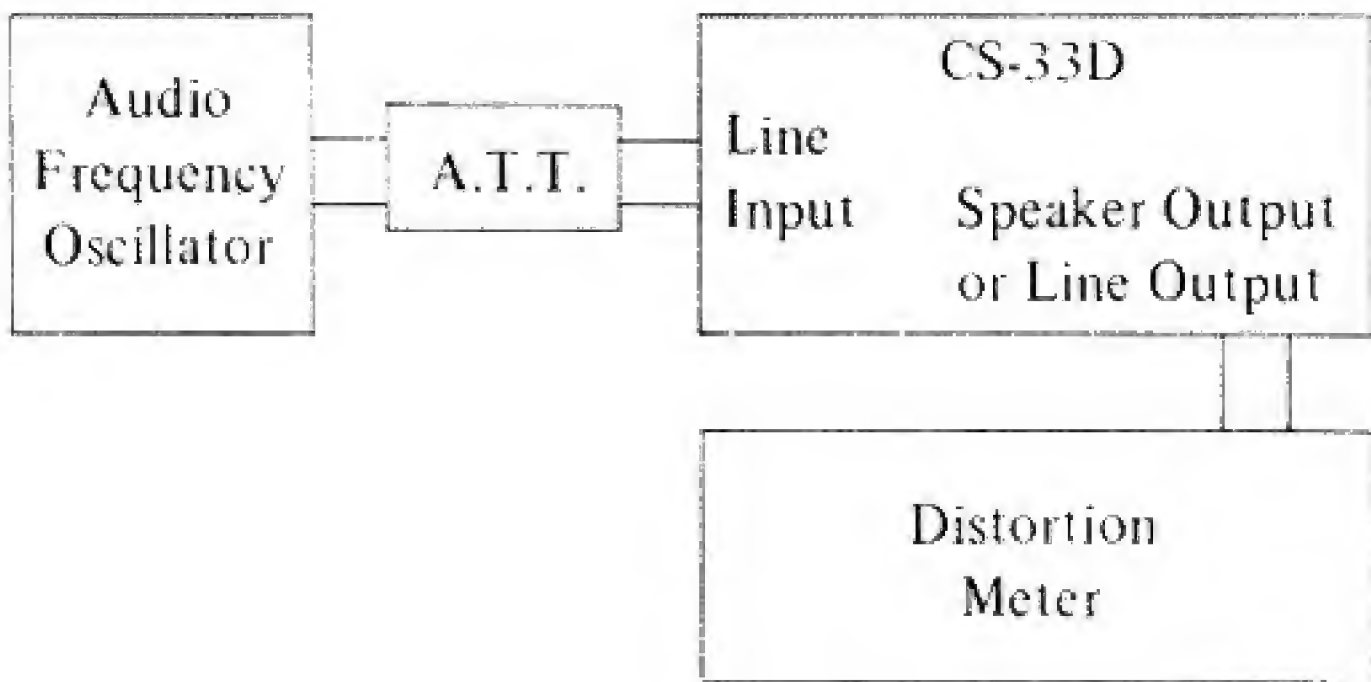 Audio
Frequency
Oscillator
A.T.T.
CS-33D
Line
Input
Speaker Output
or Line Output
Distortion
Meter